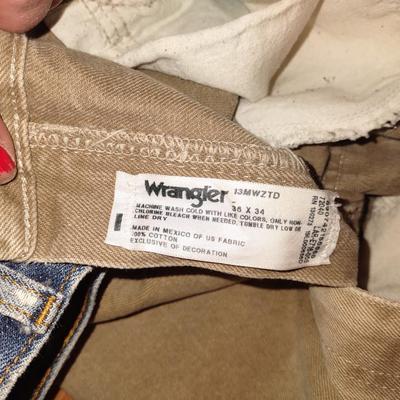 Wrangler 13MWZTD
36 X 34
MACHINE WASH COLD WITH LIKE COLORS, ONLY NON-
CHLORINE BLEACH WHEN NEEDED, TUMBLE DRY LOW OR
LINE DRY
MADE IN MEXICO OF US FABRIC
100% COTTON
EXCLUSIVE OF DECORATION